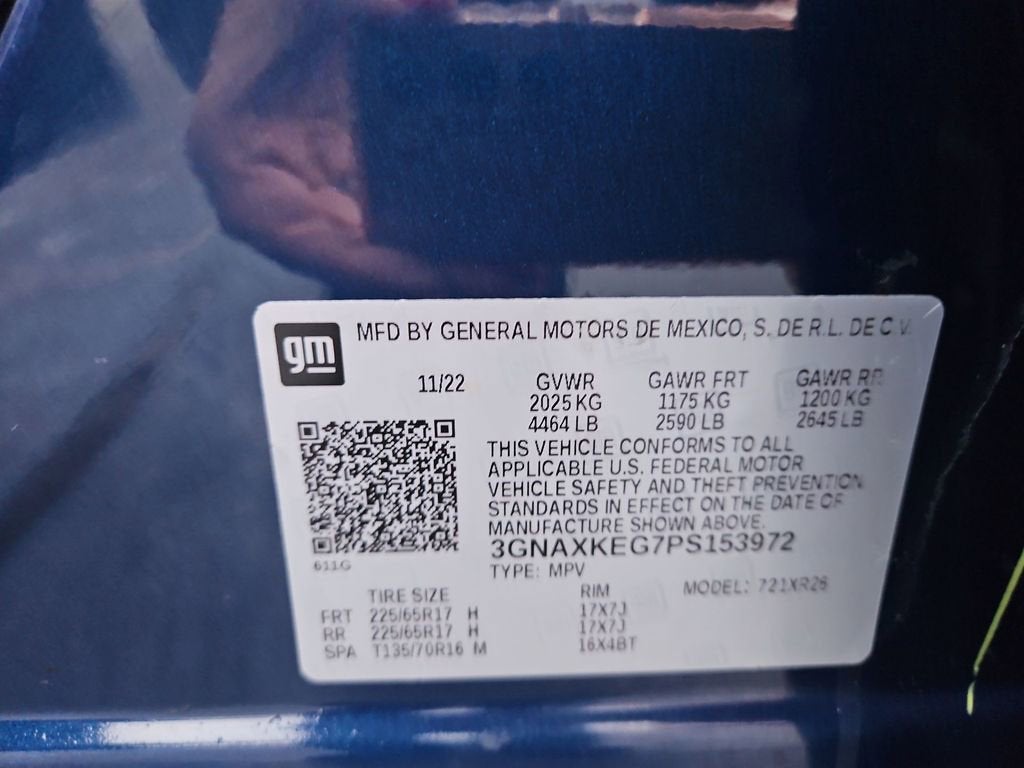 gm
MFD BY GENERAL MOTORS DE MEXICO, S. DE R.L. DE C.V.
11/22 GVWR GAWR FRT GAWR RR
2025 KG 1175 KG 1200 KG
4464 LB 2590 LB 2645 LB
THIS VEHICLE CONFORMS TO ALL
APPLICABLE U.S. FEDERAL MOTOR
VEHICLE SAFETY AND THEFT PREVENTION
STANDARDS IN EFFECT ON THE DATE OF
MANUFACTURE SHOWN ABOVE.
3GNAXKEG7PS153972
611G
TYPE: MPV
TIRE SIZE RIM MODEL: 721XR26
FRT 225/65R17 H 17X7J
RR 225/65R17 H 17X7J
SPA T135/70R16 M 16X4BT